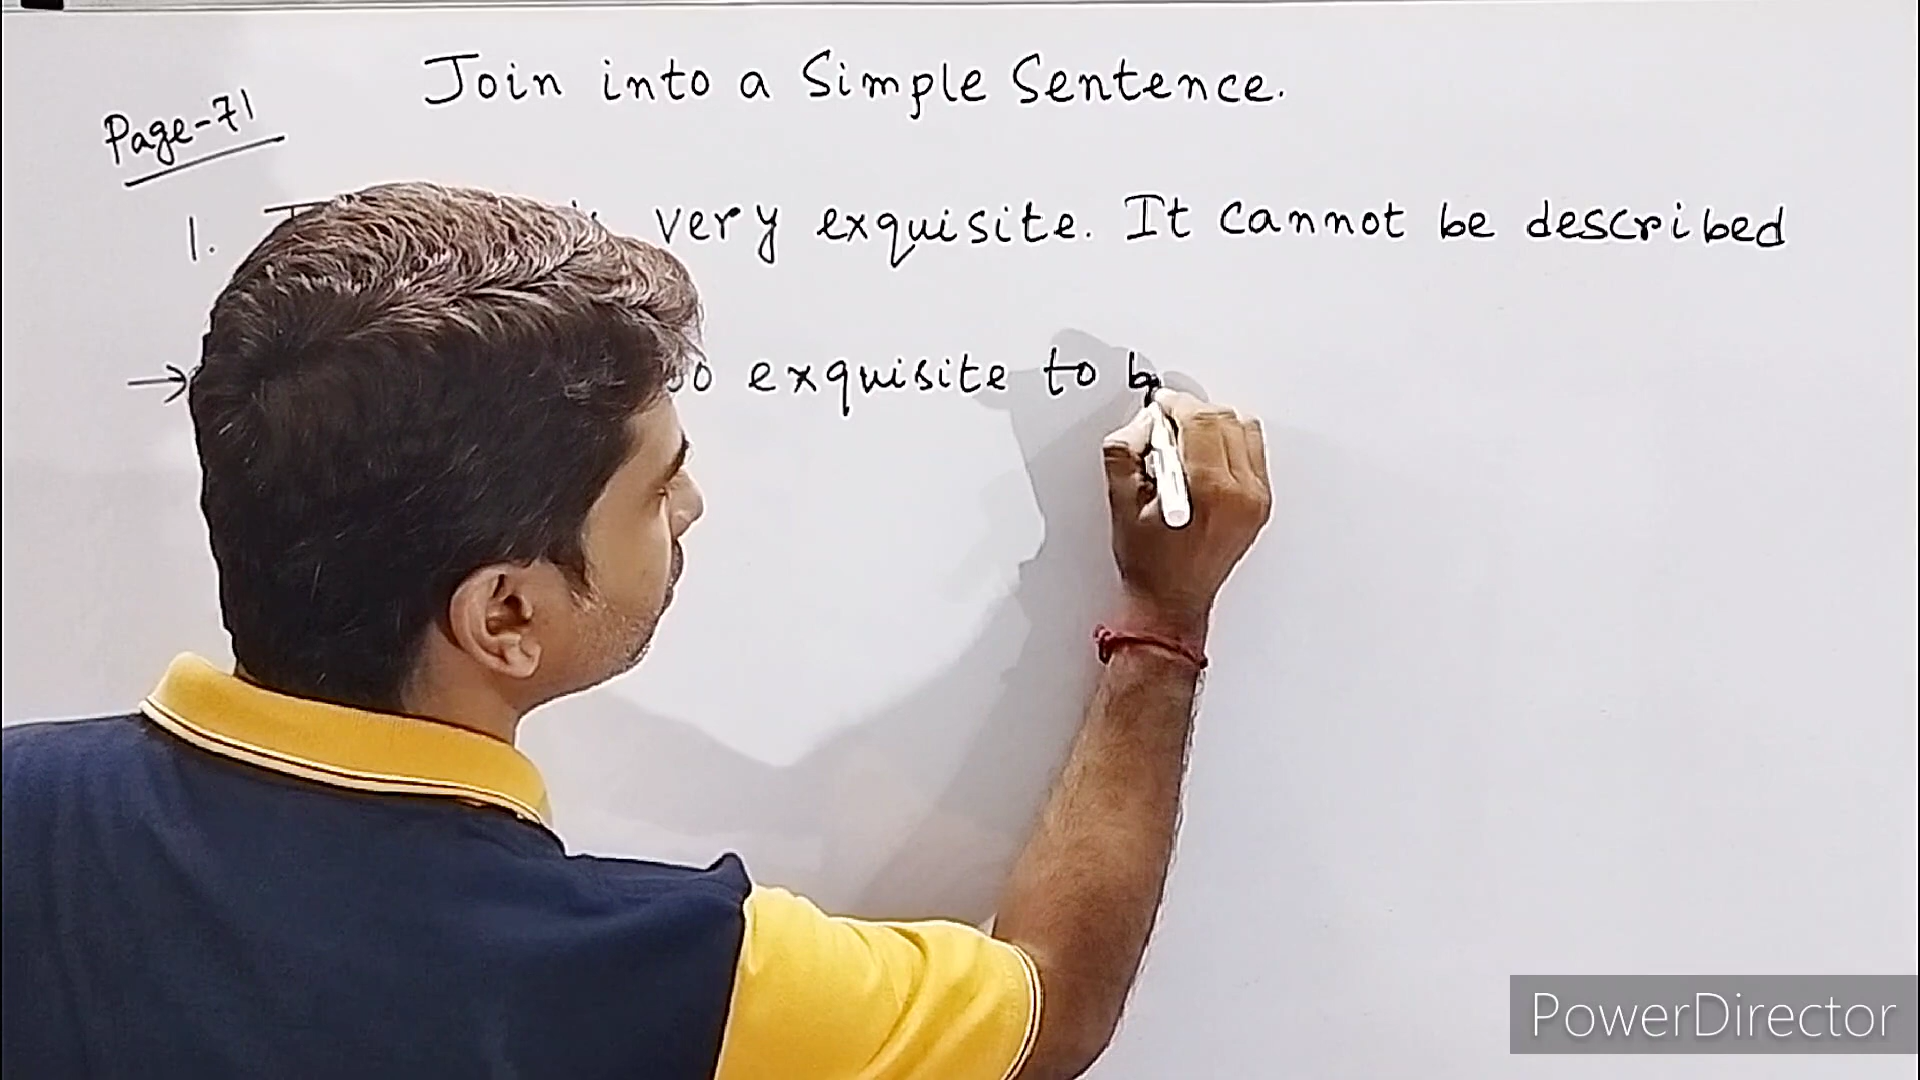 Join into a Simple Sentence.
Page-71
1. very exquisite. It cannot be described
→ exquisite to
PowerDirector